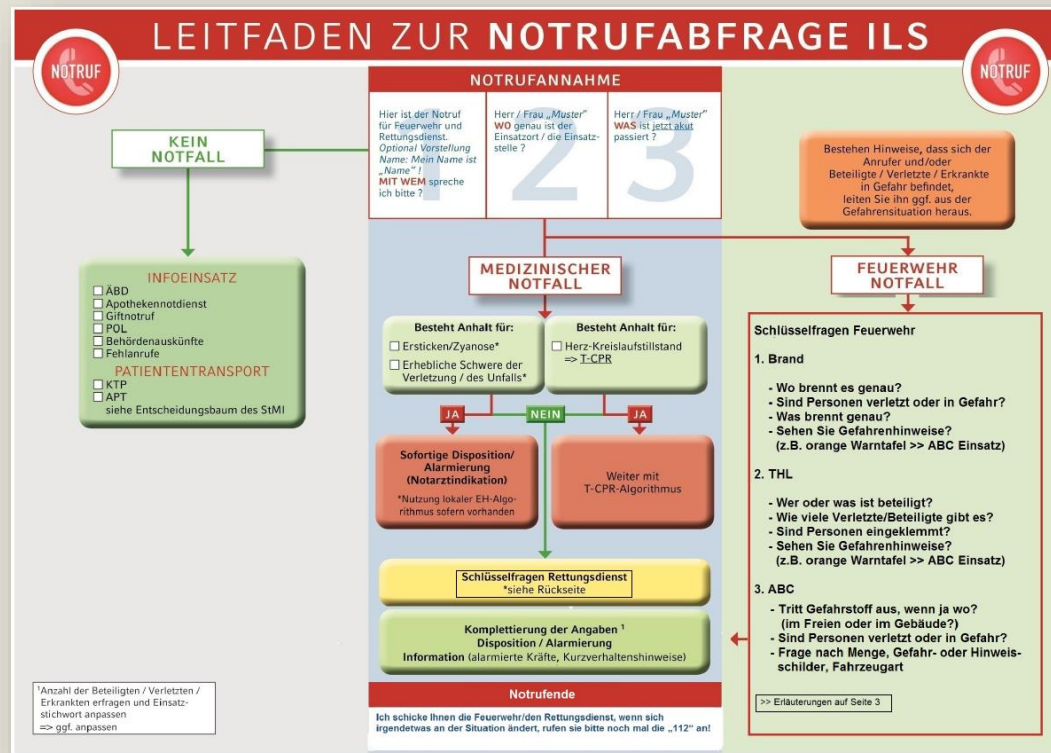 LEITFADEN ZUR NOTRUFABFRAGE ILS
NOTRUF
NOTRUF
NOTRUFANNAHME
1
Hier ist der Notruf
für Feuerwehr und
Rettungsdienst.
Optional Vorstellung
Name: Mein Name ist
„Name" !
MIT WEM spreche
ich bitte ?
2
Herr / Frau „Muster"
WO genau ist der
Einsatzort / die Einsatz-
stelle ?
3
Herr / Frau „Muster"
WAS ist jetzt akut
passiert ?
KEIN
NOTFALL
INFOEINSATZ
ÄBD
Apothekennotdienst
Giftnotruf
POL
Behördenauskünfte
Fehlanrufe
PATIENTENTRANSPORT
KTP
APT
siehe Entscheidungsbaum des StMI
¹Anzahl der Beteiligten / Verletzten /
Erkrankten erfragen und Einsatz-
stichwort anpassen
=> ggf. anpassen
MEDIZINISCHER
NOTFALL
Besteht Anhalt für:
Ersticken/Zyanose*
Erhebliche Schwere der
Verletzung / des Unfalls*
Besteht Anhalt für:
Herz-Kreislaufstillstand
=> T-CPR
JA
NEIN
JA
Sofortige Disposition/
Alarmierung
(Notarztindikation)
*Nutzung lokaler EH-Algo-
rithmus sofern vorhanden
Weiter mit
T-CPR-Algorithmus
Schlüsselfragen Rettungsdienst
*siehe Rückseite
Komplettierung der Angaben ¹
Disposition / Alarmierung
Information (alarmierte Kräfte, Kurzverhaltenshinweise)
Notrufende
Ich schicke Ihnen die Feuerwehr/den Rettungsdienst, wenn sich
irgendetwas an der Situation ändert, rufen sie bitte noch mal die „112" an!
Bestehen Hinweise, dass sich der
Anrufer und/oder
Beteiligte / Verletzte / Erkrankte
in Gefahr befindet,
leiten Sie ihn ggf. aus der
Gefahrensituation heraus.
FEUERWEHR
NOTFALL
Schlüsselfragen Feuerwehr
1. Brand
- Wo brennt es genau?
- Sind Personen verletzt oder in Gefahr?
- Was brennt genau?
- Sehen Sie Gefahrenhinweise?
(z.B. orange Warntafel >> ABC Einsatz)
2. THL
- Wer oder was ist beteiligt?
- Wie viele Verletzte/Beteiligte gibt es?
- Sind Personen eingeklemmt?
- Sehen Sie Gefahrenhinweise?
(z.B. orange Warntafel >> ABC Einsatz)
3. ABC
- Tritt Gefahrstoff aus, wenn ja wo?
(im Freien oder im Gebäude?)
- Sind Personen verletzt oder in Gefahr?
- Frage nach Menge, Gefahr- oder Hinweis-
schilder, Fahrzeugart
>> Erläuterungen auf Seite 3